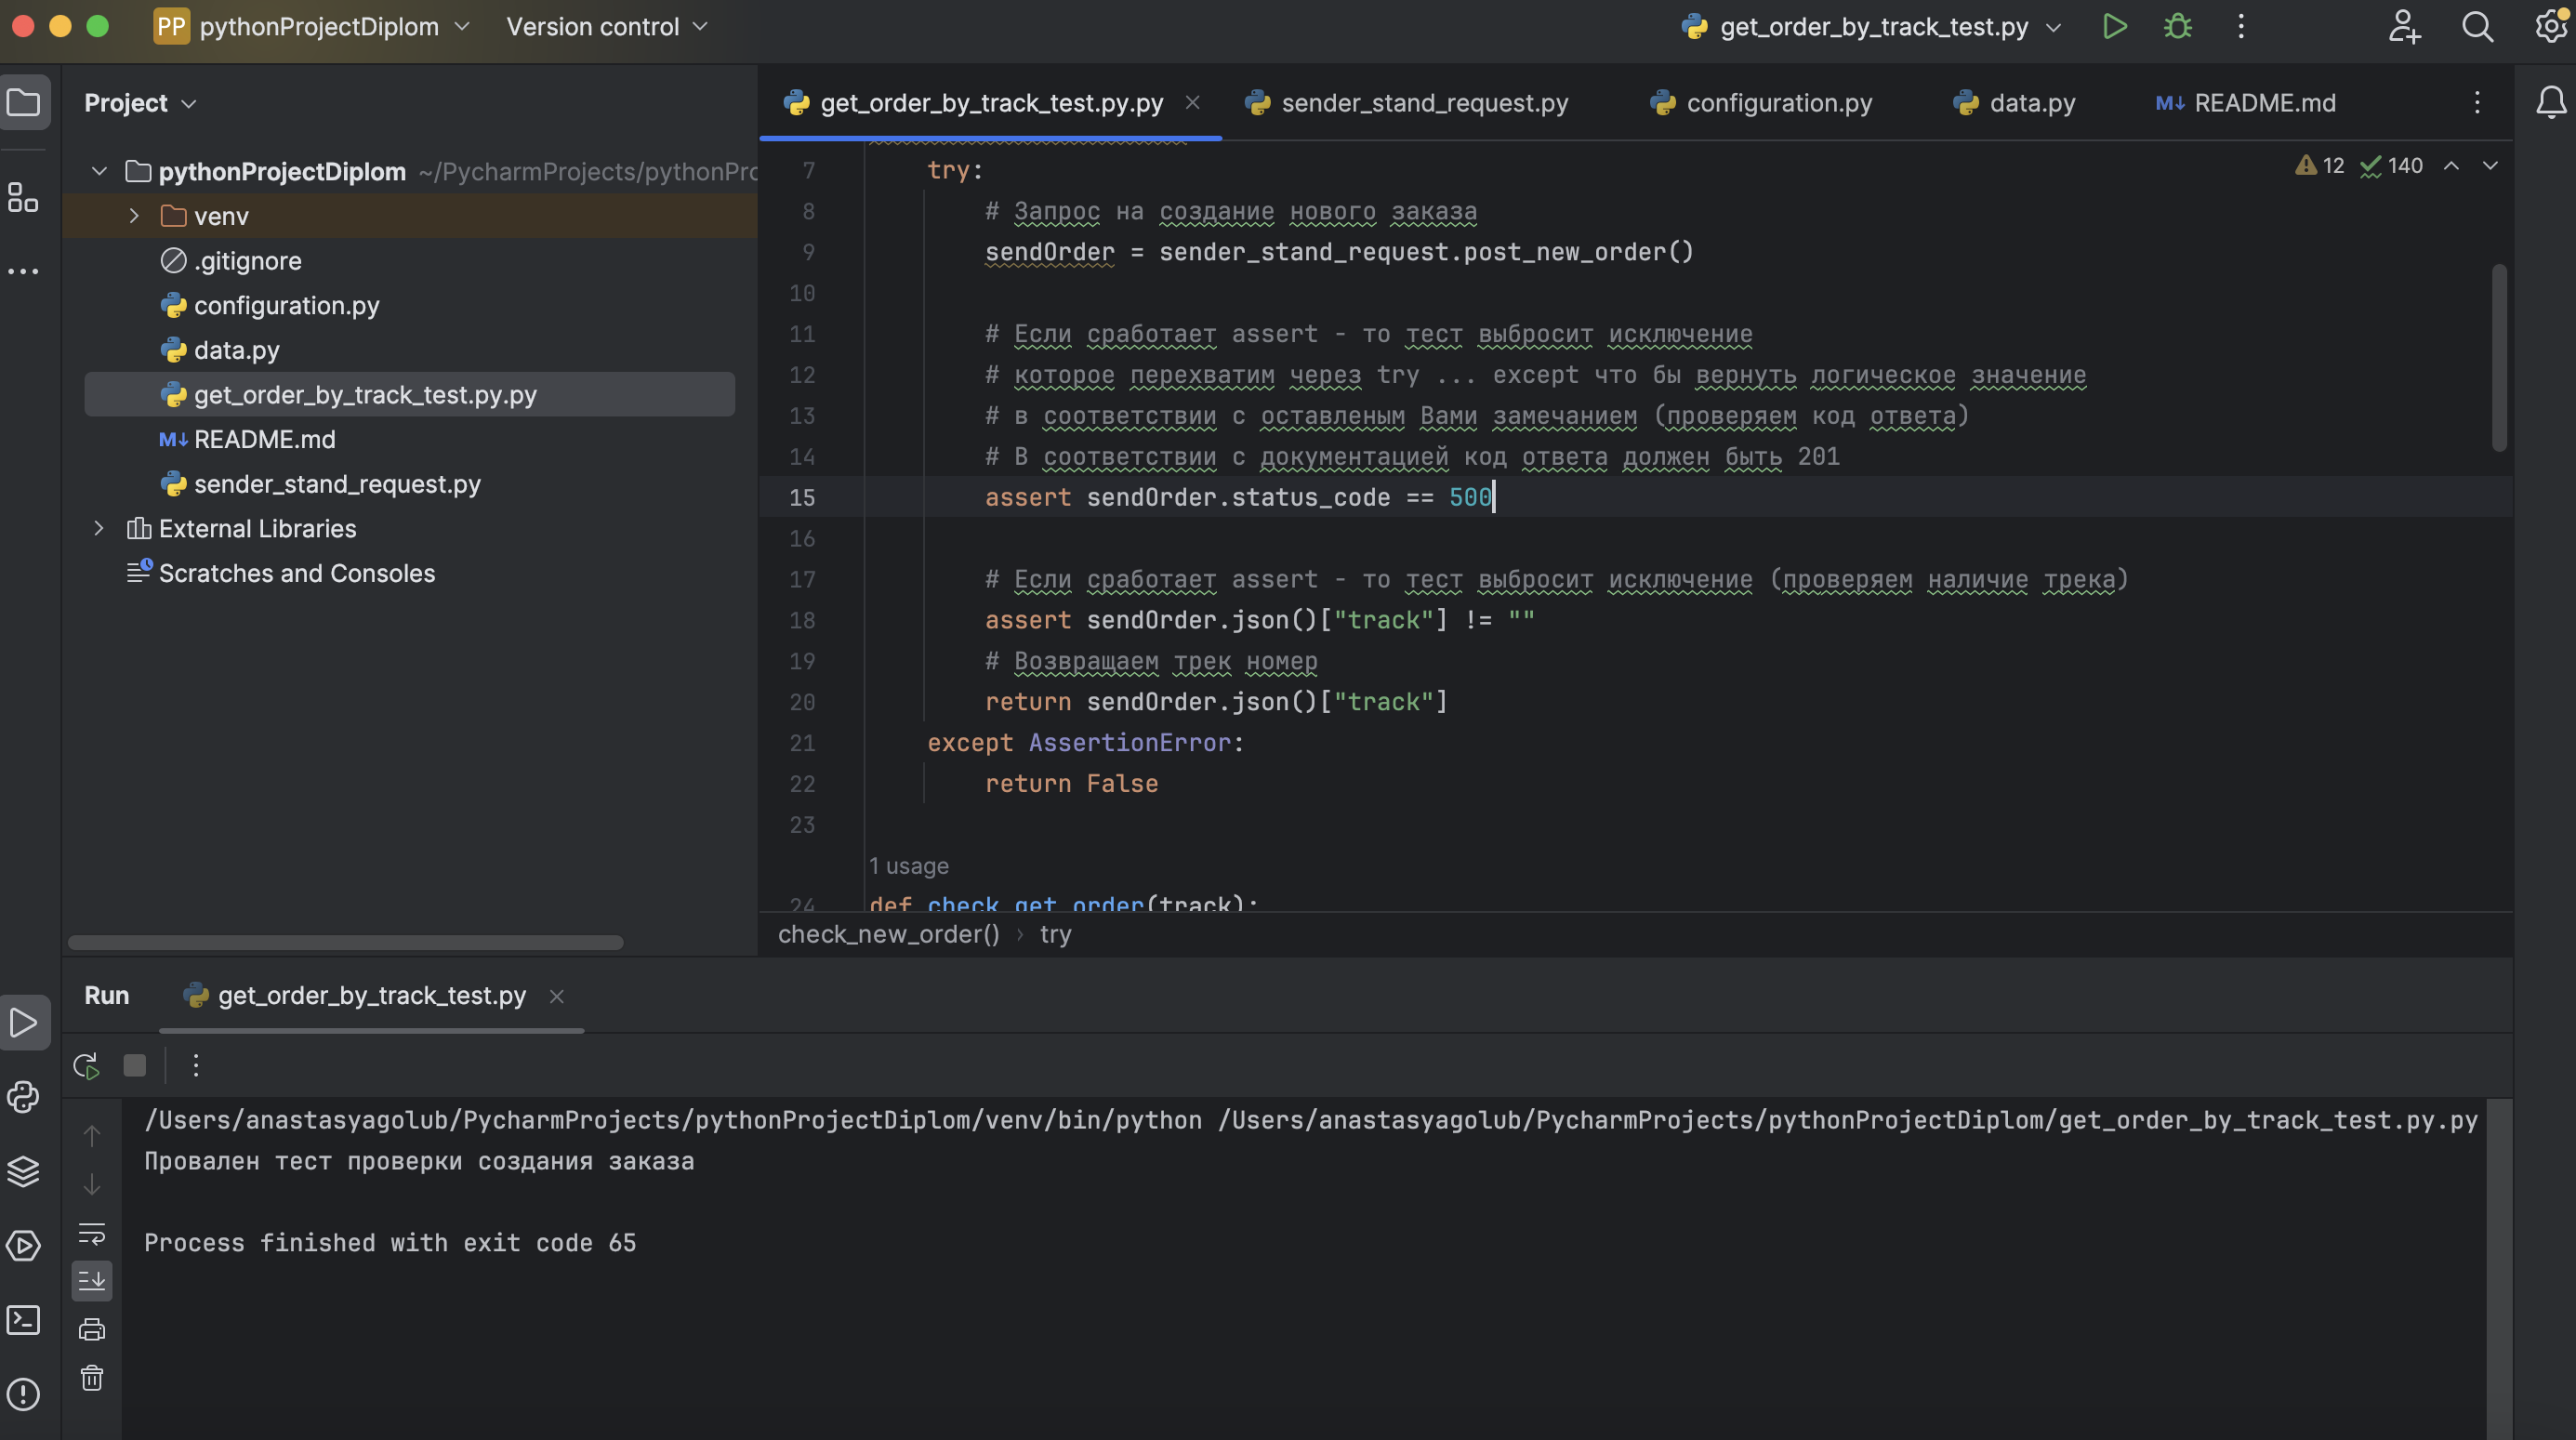 PP pythonProjectDiplom Version control get_order_by_track_test.py
Project
get_order_by_track_test.py.py sender_stand_request.py configuration.py data.py README.md
pythonProjectDiplom ~/PycharmProjects/pythonPro
venv
.gitignore
configuration.py
data.py
get_order_by_track_test.py.py
README.md
sender_stand_request.py
External Libraries
Scratches and Consoles
12 140
7 try:
8 # Запрос на создание нового заказа
9 sendOrder = sender_stand_request.post_new_order()
10
11 # Если сработает assert - то тест выбросит исключение
12 # которое перехватим через try ... except что бы вернуть логическое значение
13 # в соответствии с оставленым Вами замечанием (проверяем код ответа)
14 # В соответствии с документацией код ответа должен быть 201
15 assert sendOrder.status_code == 500
16
17 # Если сработает assert - то тест выбросит исключение (проверяем наличие трека)
18 assert sendOrder.json()["track"] != ""
19 # Возвращаем трек номер
20 return sendOrder.json()["track"]
21 except AssertionError:
22 return False
23
1 usage
24 def check_get_order(track):
check_new_order() › try
Run get_order_by_track_test.py
/Users/anastasyagolub/PycharmProjects/pythonProjectDiplom/venv/bin/python /Users/anastasyagolub/PycharmProjects/pythonProjectDiplom/get_order_by_track_test.py.py
Провален тест проверки создания заказа
Process finished with exit code 65